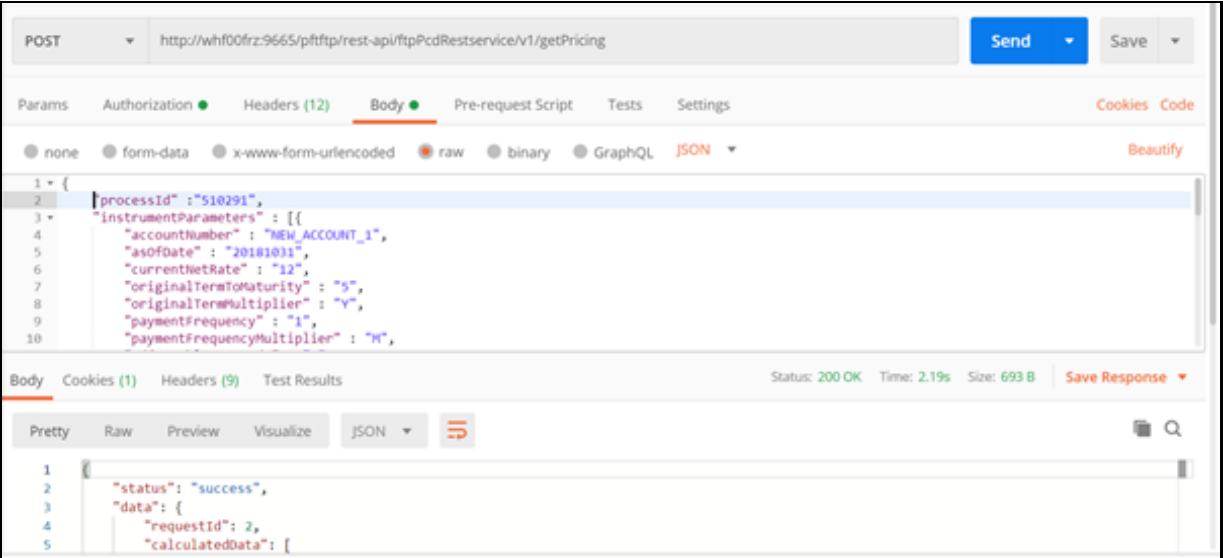 POST http://whf00frz:9665/pftftp/rest-api/ftpPcdRestservice/v1/getPricing Send Save
Params Authorization Headers (12) Body Pre-request Script Tests Settings Cookies Code
none form-data x-www-form-urlencoded raw binary GraphQL JSON Beautify
1 {
2 "processId" :"510291",
3 "instrumentParameters" : [{
4 "accountNumber" : "NEW_ACCOUNT_1",
5 "asOfDate" : "20181031",
6 "currentNetRate" : "12",
7 "originalTermToMaturity" : "5",
8 "originalTermMultiplier" : "Y",
9 "paymentFrequency" : "1",
10 "paymentFrequencyMultiplier" : "M",
Body Cookies (1) Headers (9) Test Results Status: 200 OK Time: 2.19s Size: 693 B Save Response
Pretty Raw Preview Visualize JSON
1 {
2 "status": "success",
3 "data": {
4 "requestId": 2,
5 "calculatedData": [